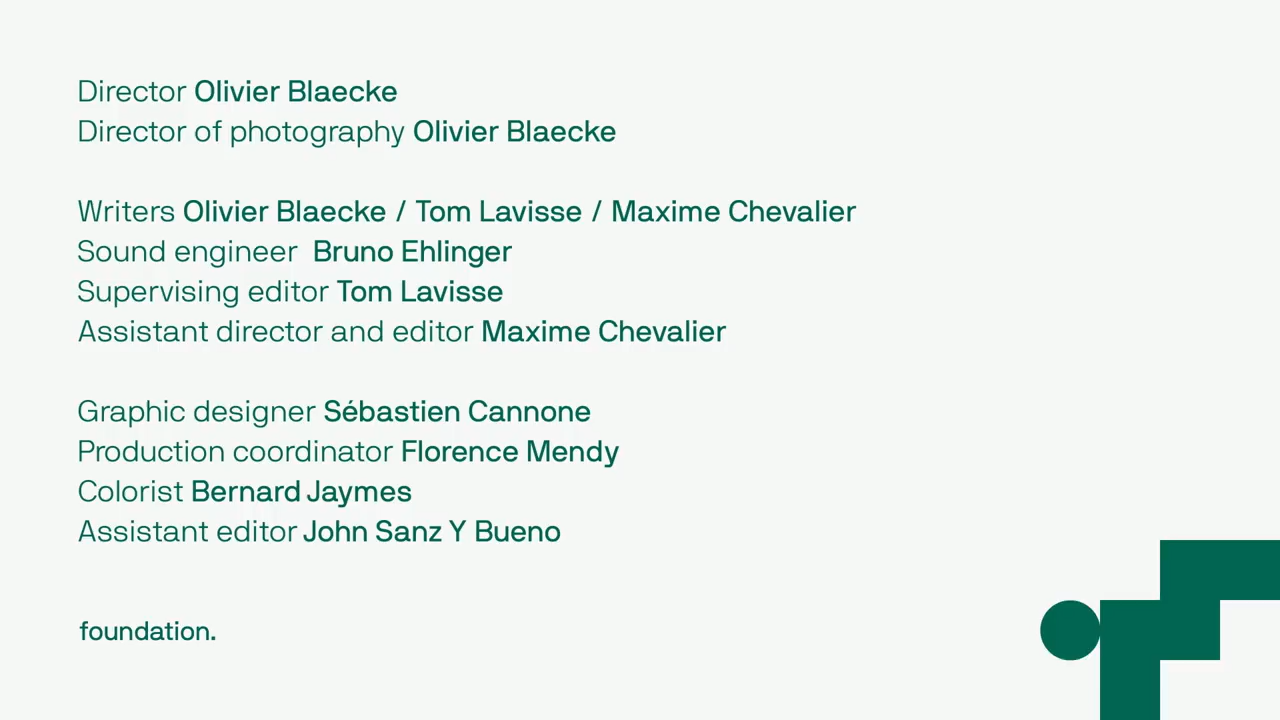 Director Olivier Blaecke
Director of photography Olivier Blaecke
Writers Olivier Blaecke / Tom Lavisse / Maxime Chevalier
Sound engineer  Bruno Ehlinger
Supervising editor Tom Lavisse
Assistant director and editor Maxime Chevalier
Graphic designer Sébastien Cannone
Production coordinator Florence Mendy
Colorist Bernard Jaymes
Assistant editor John Sanz Y Bueno
foundation.